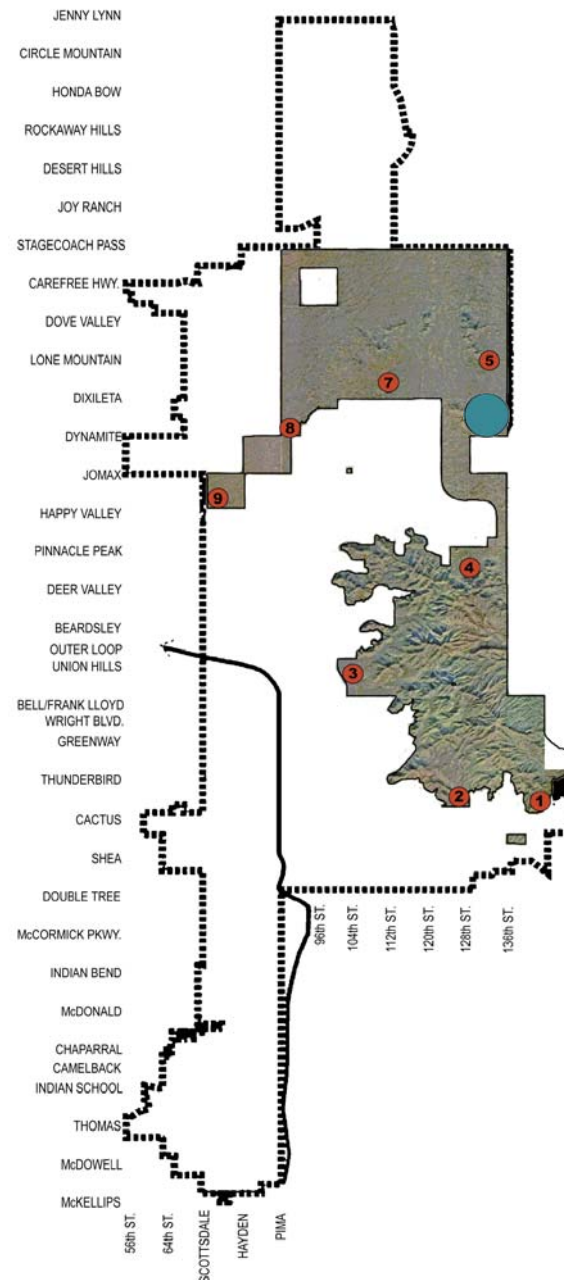 JENNY LYNN
CIRCLE MOUNTAIN
HONDA BOW
ROCKAWAY HILLS
DESERT HILLS
JOY RANCH
STAGECOACH PASS
CAREFREE HWY.
DOVE VALLEY
LONE MOUNTAIN
5
7
DIXILETA
8
DYNAMITE
JOMAX
9
HAPPY VALLEY
PINNACLE PEAK
4
DEER VALLEY
BEARDSLEY
OUTER LOOP
UNION HILLS
3
BELL/FRANK LLOYD
WRIGHT BLVD.
GREENWAY
THUNDERBIRD
2
1
CACTUS
SHEA
DOUBLE TREE
96th ST.
104th ST.
112th ST.
120th ST.
128th ST.
136th ST.
McCORMICK PKWY.
INDIAN BEND
McDONALD
CHAPARRAL
CAMELBACK
INDIAN SCHOOL
THOMAS
McDOWELL
McKELLIPS
56th ST.
64th ST.
SCOTTSDALE
HAYDEN
PIMA